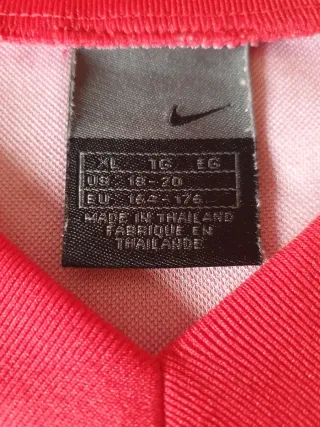 XL TG EG
US: 18-20
EU: 164-176
MADE IN THAILAND
FABRIQUE EN
THAILANDE